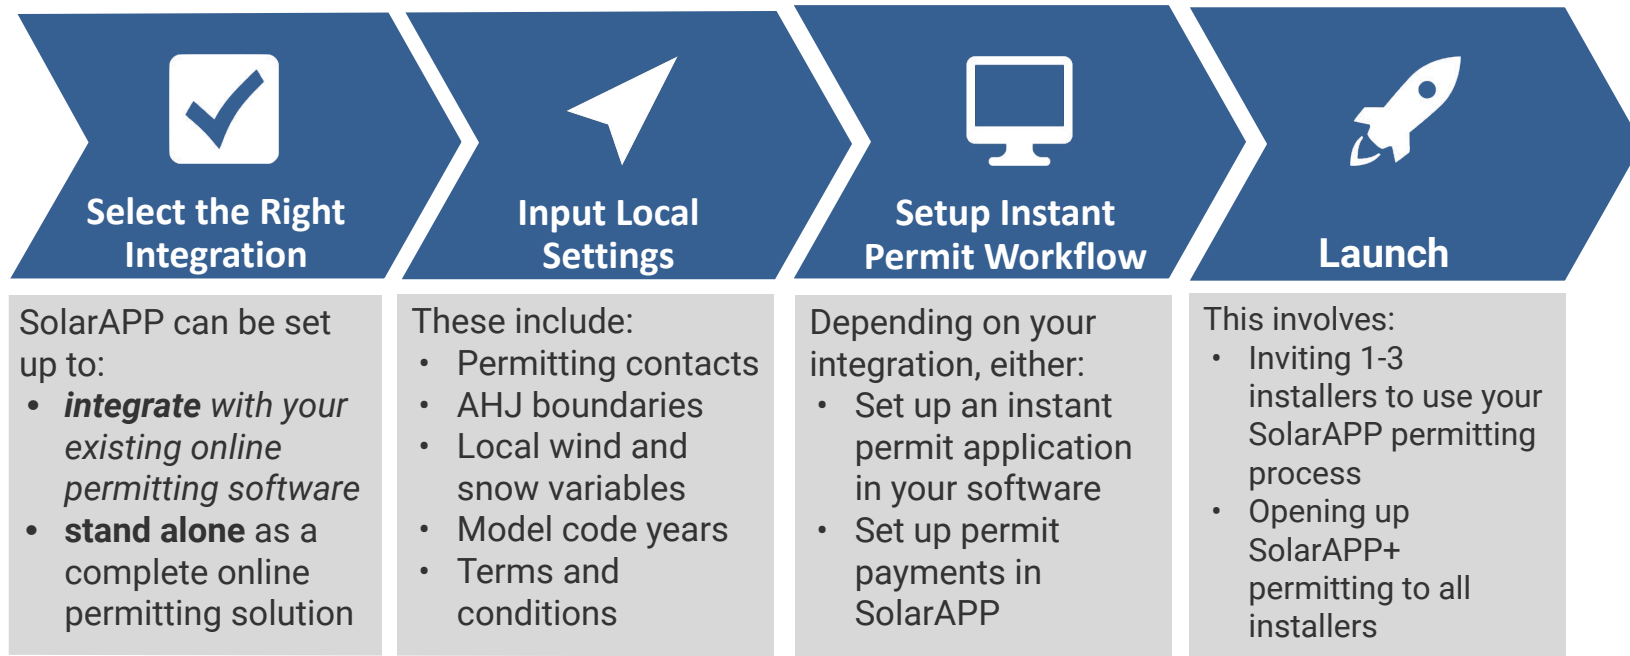 Select the Right
Integration
SolarAPP can be set
up to:
• integrate with your
existing online
permitting software
• stand alone as a
complete online
permitting solution
Input Local
Settings
These include:
• Permitting contacts
• AHJ boundaries
• Local wind and
snow variables
• Model code years
• Terms and
conditions
Setup Instant
Permit Workflow
Depending on your
integration, either:
• Set up an instant
permit application
in your software
• Set up permit
payments in
SolarAPP
Launch
This involves:
• Inviting 1-3
installers to use your
SolarAPP permitting
process
• Opening up
SolarAPP+
permitting to all
installers